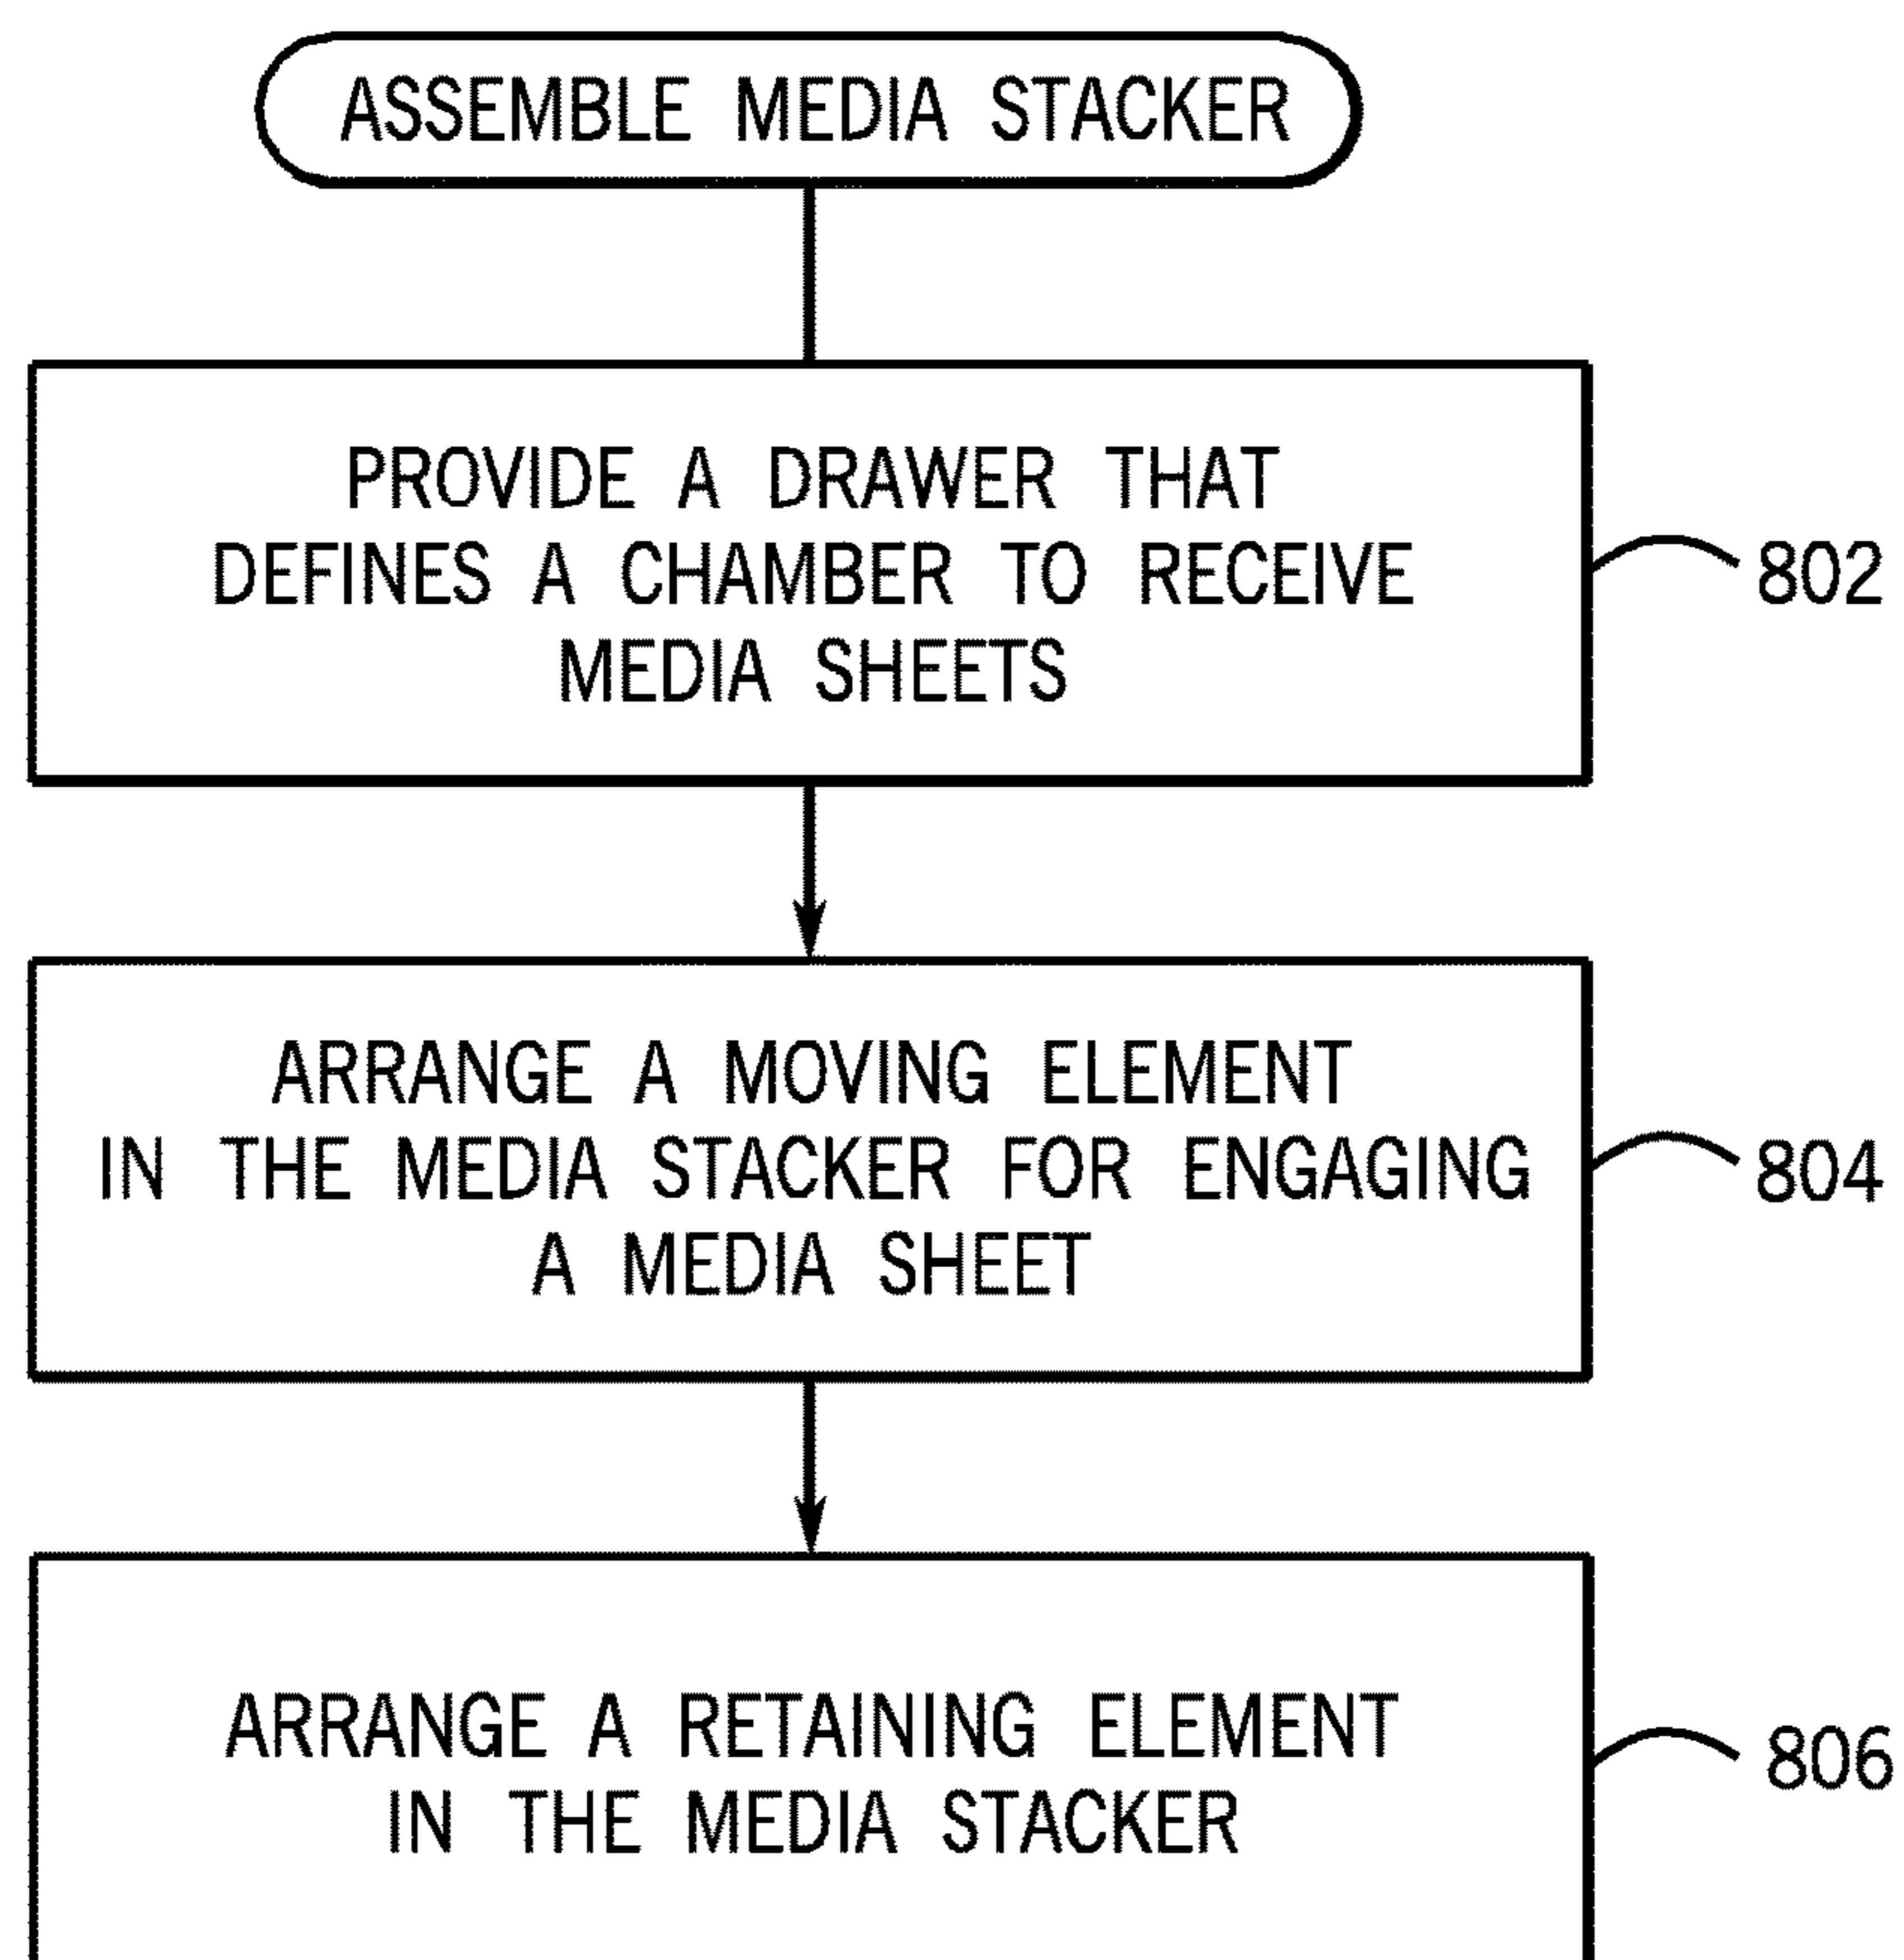 ASSEMBLE MEDIA STACKER
PROVIDE A DRAWER THAT
DEFINES A CHAMBER TO RECEIVE
MEDIA SHEETS
802
ARRANGE A MOVING ELEMENT
IN THE MEDIA STACKER FOR ENGAGING
A MEDIA SHEET
804
ARRANGE A RETAINING ELEMENT
IN THE MEDIA STACKER
806